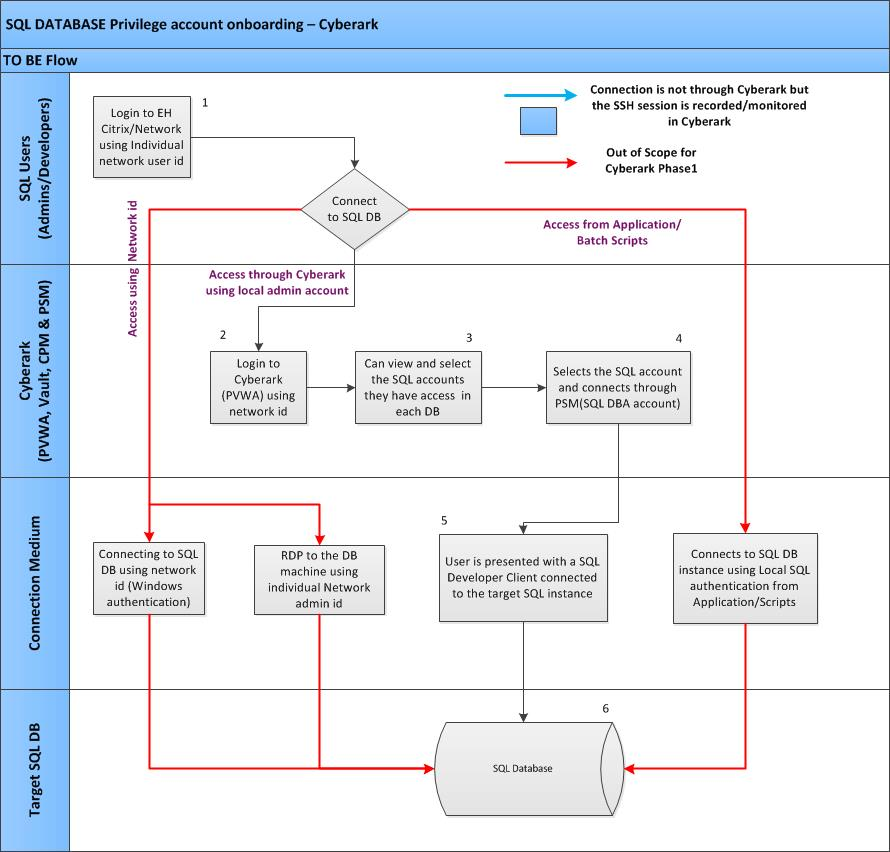 SQL DATABASE Privilege account onboarding – Cyberark
TO BE Flow
SQL Users
(Admins/Developers)
1
Login to EH
Citrix/Network
using Individual
network user id
Connection is not through Cyberark but
the SSH session is recorded/monitored
in Cyberark
Out of Scope for
Cyberark Phase1
Connect
to SQL DB
Access using Network id
Access from Application/
Batch Scripts
Cyberark
(PVWA, Vault, CPM & PSM)
Access through Cyberark
using local admin account
2
Login to
Cyberark
(PVWA) using
network id
3
Can view and select
the SQL accounts
they have access in
each DB
4
Selects the SQL account
and connects through
PSM(SQL DBA account)
Connection Medium
Connecting to SQL
DB using network
id (Windows
authentication)
RDP to the DB
machine using
individual Network
admin id
5
User is presented with a SQL
Developer Client connected
to the target SQL instance
Connects to SQL DB
instance using Local SQL
authentication from
Application/Scripts
Target SQL DB
6
SQL Database